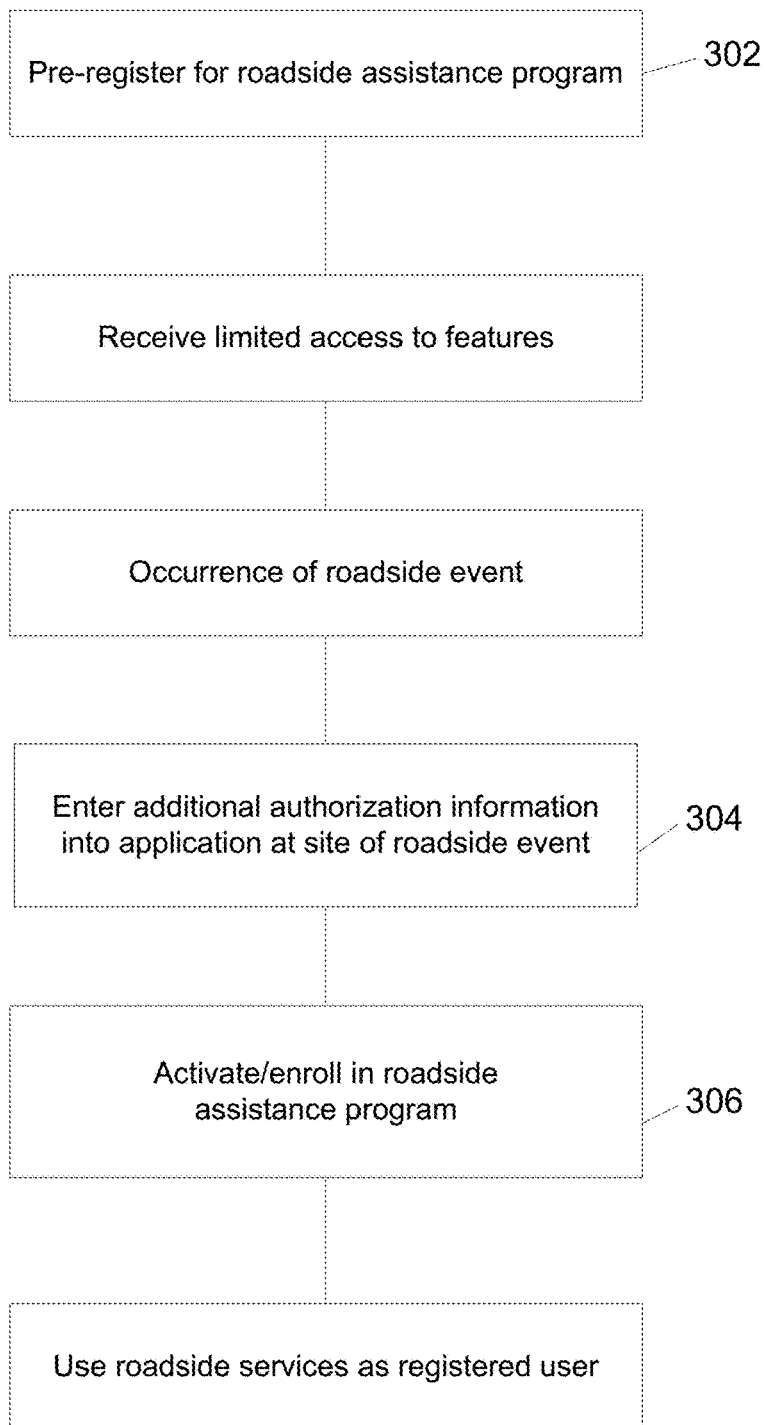 Pre-register for roadside assistance program
302
Receive limited access to features
Occurrence of roadside event
Enter additional authorization information
into application at site of roadside event
304
Activate/enroll in roadside
assistance program
306
Use roadside services as registered user